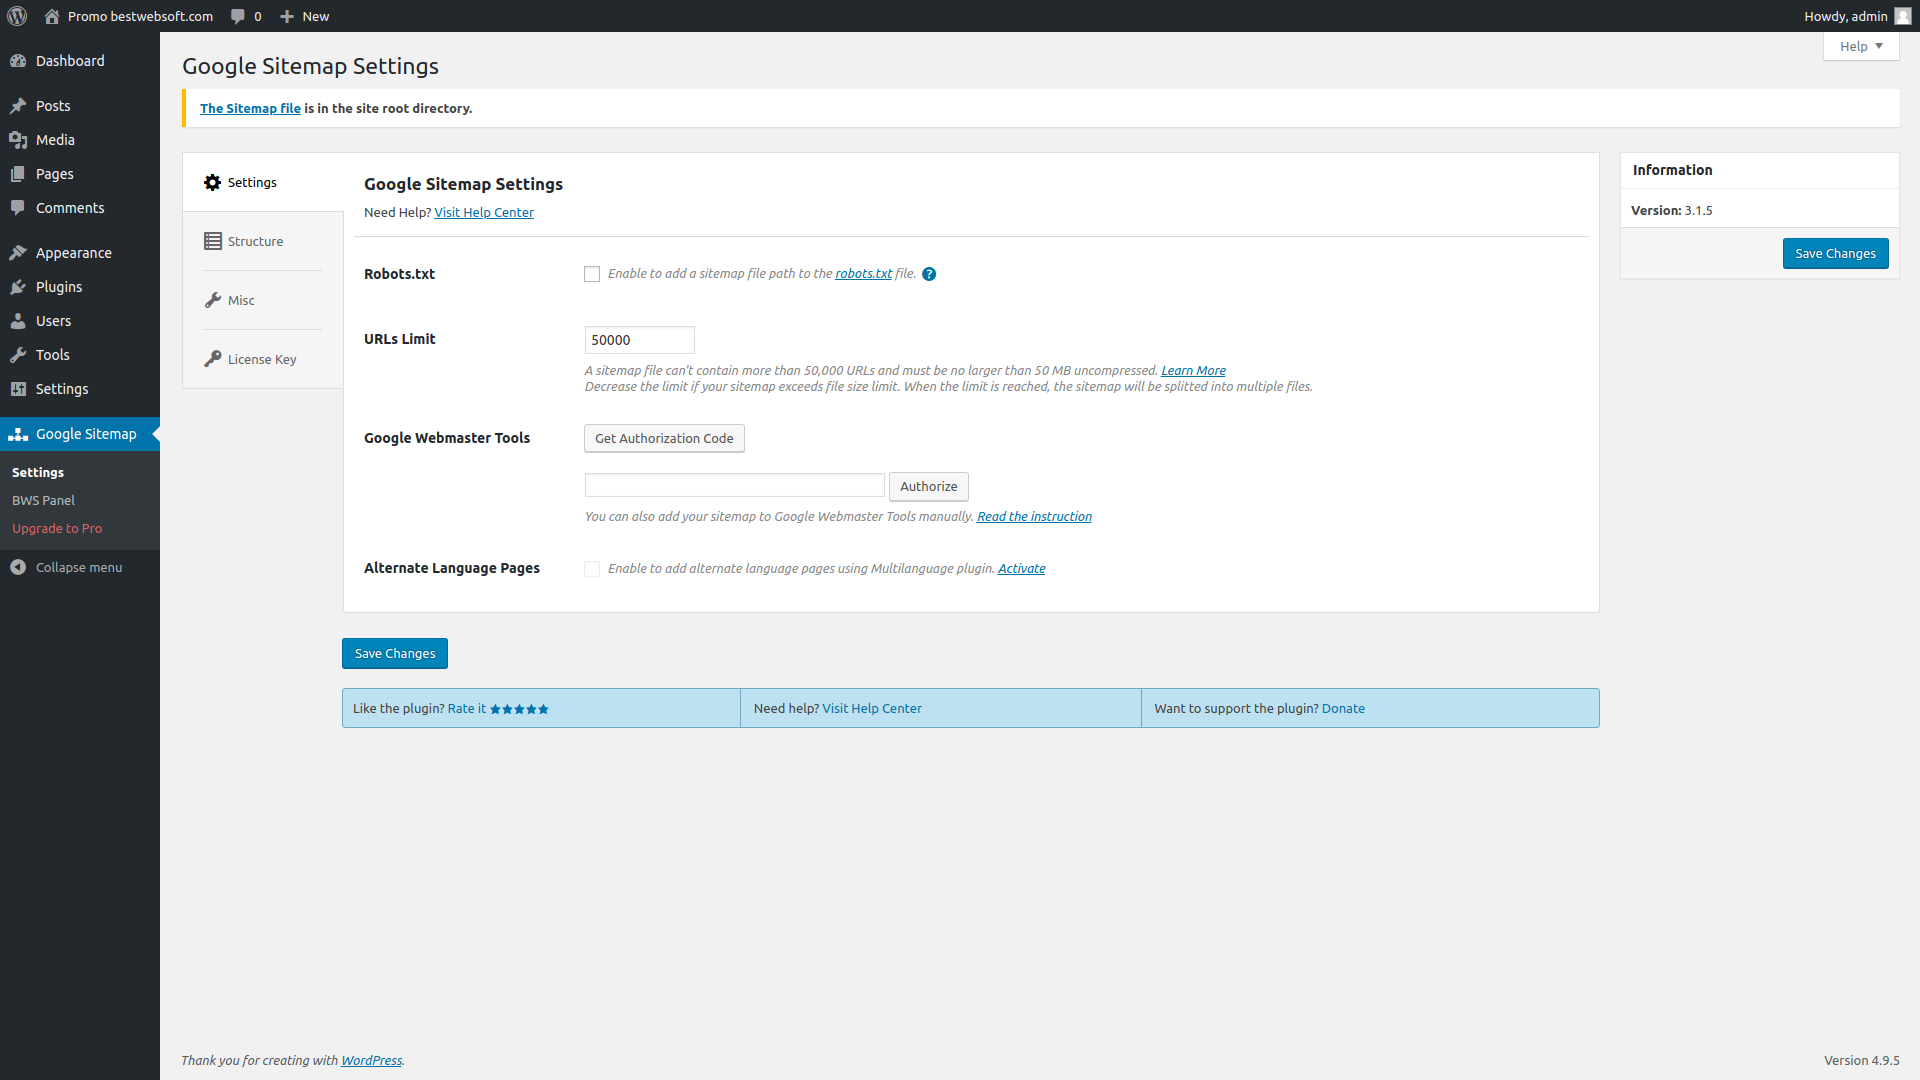 Promo bestwebsoft.com 0 New Howdy, admin
Help
Dashboard
Posts
Media
Pages
Comments
Appearance
Plugins
Users
Tools
Settings
Google Sitemap
Settings
BWS Panel
Upgrade to Pro
Collapse menu
Google Sitemap Settings
The Sitemap file is in the site root directory.
Settings
Structure
Misc
License Key
Google Sitemap Settings
Need Help? Visit Help Center
Robots.txt
Enable to add a sitemap file path to the robots.txt file. ?
URLs Limit
50000
A sitemap file can't contain more than 50,000 URLs and must be no larger than 50 MB uncompressed. Learn More
Decrease the limit if your sitemap exceeds file size limit. When the limit is reached, the sitemap will be splitted into multiple files.
Google Webmaster Tools
Get Authorization Code
Authorize
You can also add your sitemap to Google Webmaster Tools manually. Read the instruction
Alternate Language Pages
Enable to add alternate language pages using Multilanguage plugin. Activate
Save Changes
Like the plugin? Rate it ★★★★★
Need help? Visit Help Center
Want to support the plugin? Donate
Information
Version: 3.1.5
Save Changes
Thank you for creating with WordPress.
Version 4.9.5